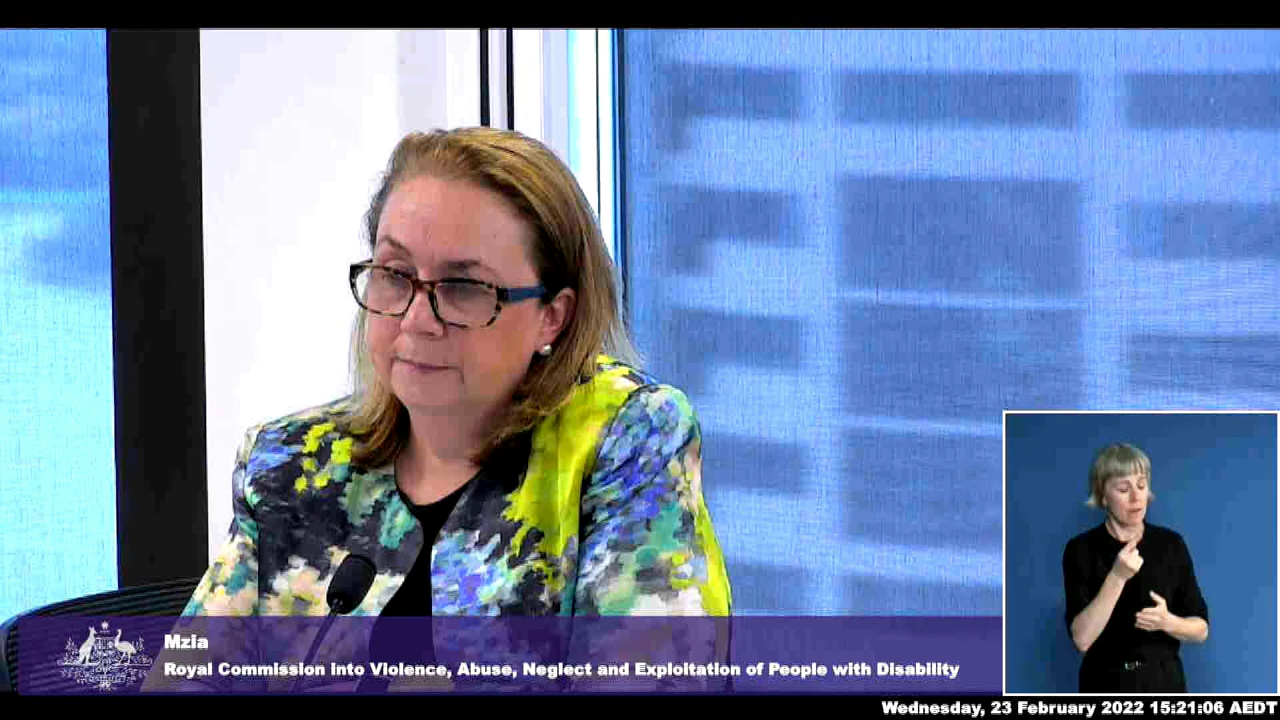 Mzia
Royal Commission into Violence, Abuse, Neglect and Exploitation of People with Disability
Wednesday, 23 February 2022 15:21:06 AEDT